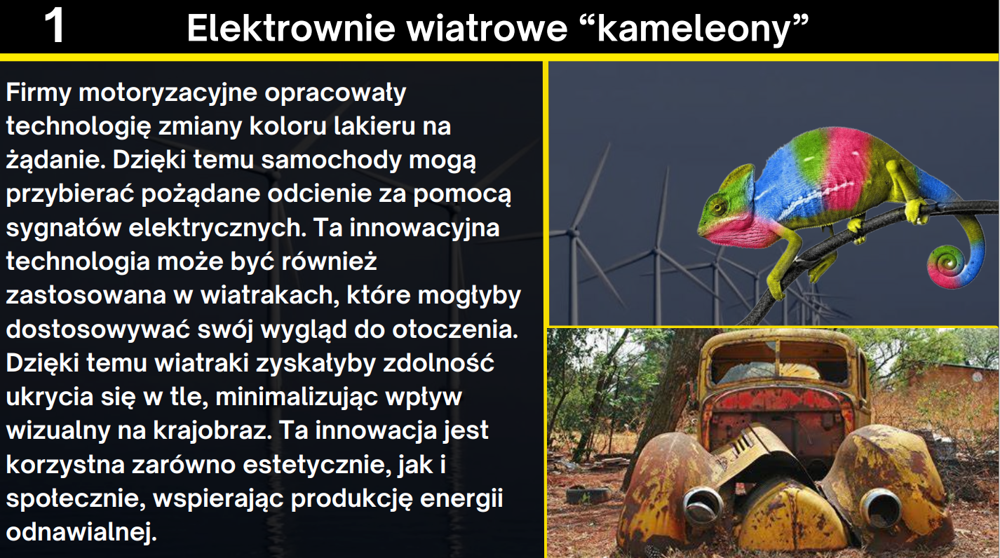 1
Elektrownie wiatrowe “kameleony”
Firmy motoryzacyjne opracowały
technologię zmiany koloru lakieru na
żądanie. Dzięki temu samochody mogą
przybierać pożądane odcienie za pomocą
sygnałów elektrycznych. Ta innowacyjna
technologia może być również
zastosowana w wiatrakach, które mogłyby
dostosowywać swój wygląd do otoczenia.
Dzięki temu wiatraki zyskałyby zdolność
ukrycia się w tle, minimalizując wpływ
wizualny na krajobraz. Ta innowacja jest
korzystna zarówno estetycznie, jak i
społecznie, wspierając produkcję energii
odnawialnej.